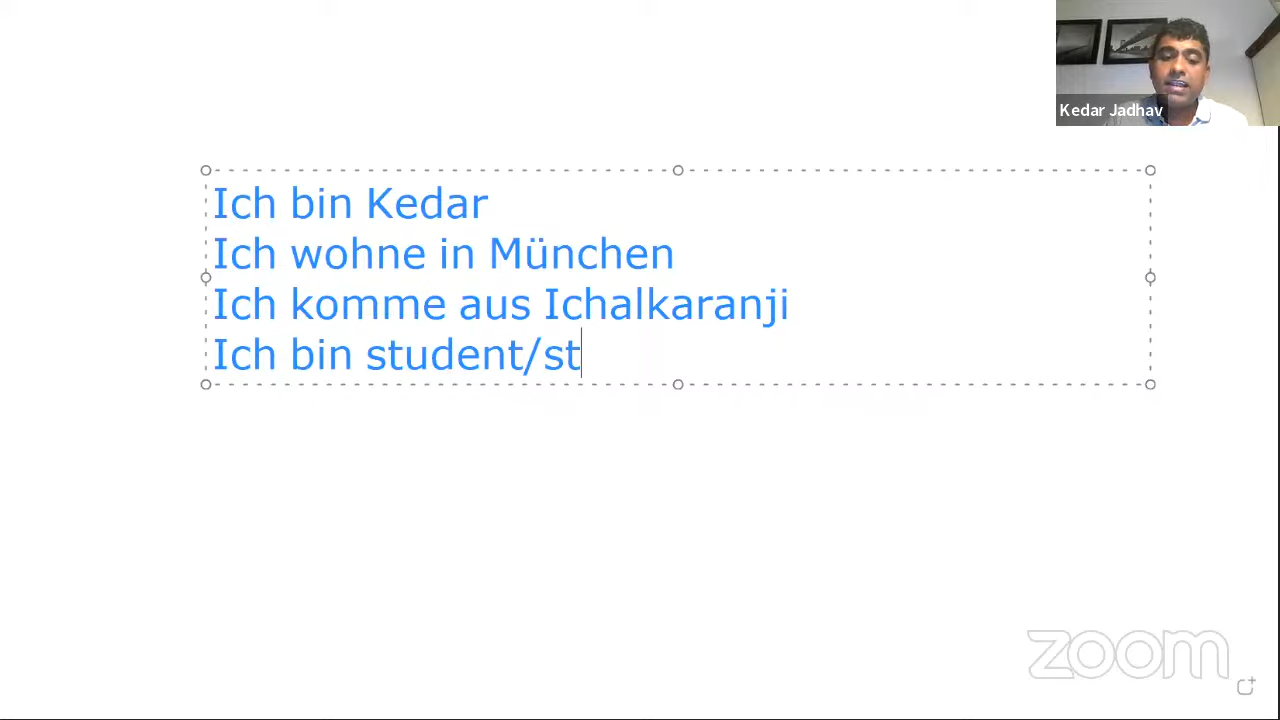 Kedar Jadhav
Ich bin Kedar
Ich wohne in München
Ich komme aus Ichalkaranji
Ich bin student/st
zoom